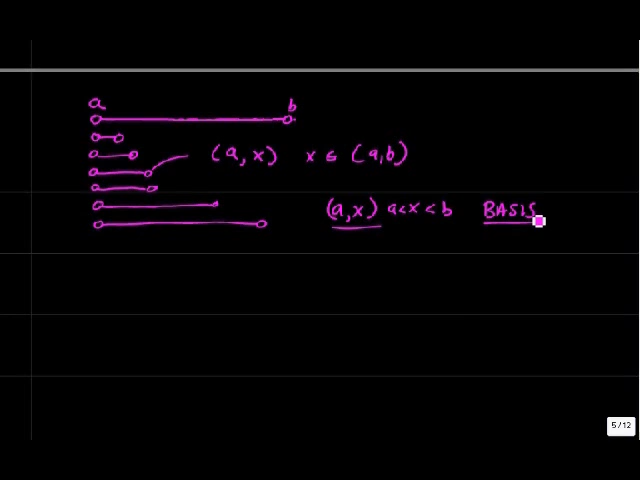 a b
(a, x) x ∈ (a,b)
(a,x) a<x<b BASIS
5 / 12